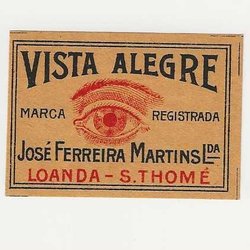 VISTA ALEGRE
MARCA REGISTRADA
JOSÉ FERREIRA MARTINS LDA
LOANDA - S. THOMÉ